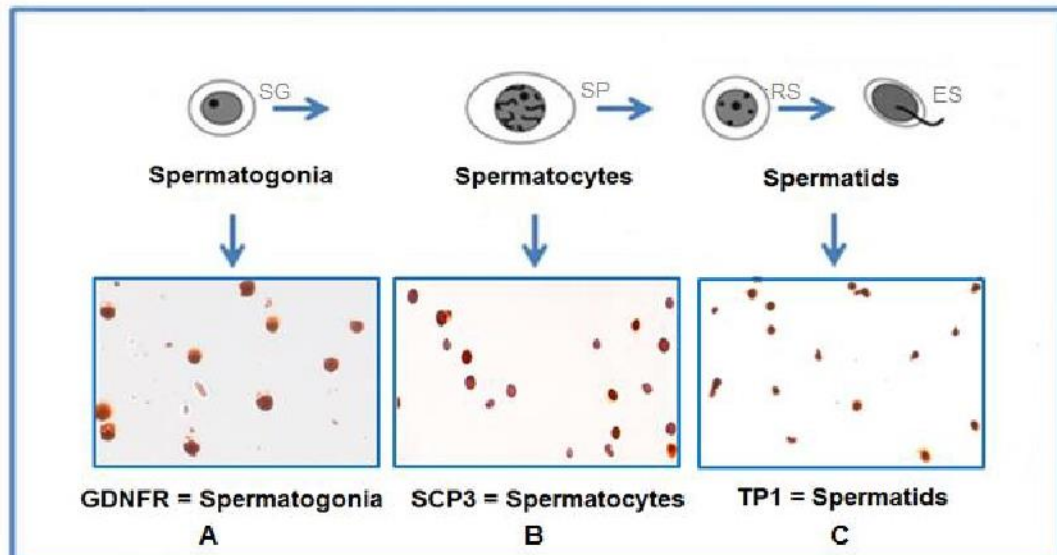 SG SP RS ES
Spermatogonia Spermatocytes Spermatids
GDNFR = Spermatogonia SCP3 = Spermatocytes TP1 = Spermatids
A B C